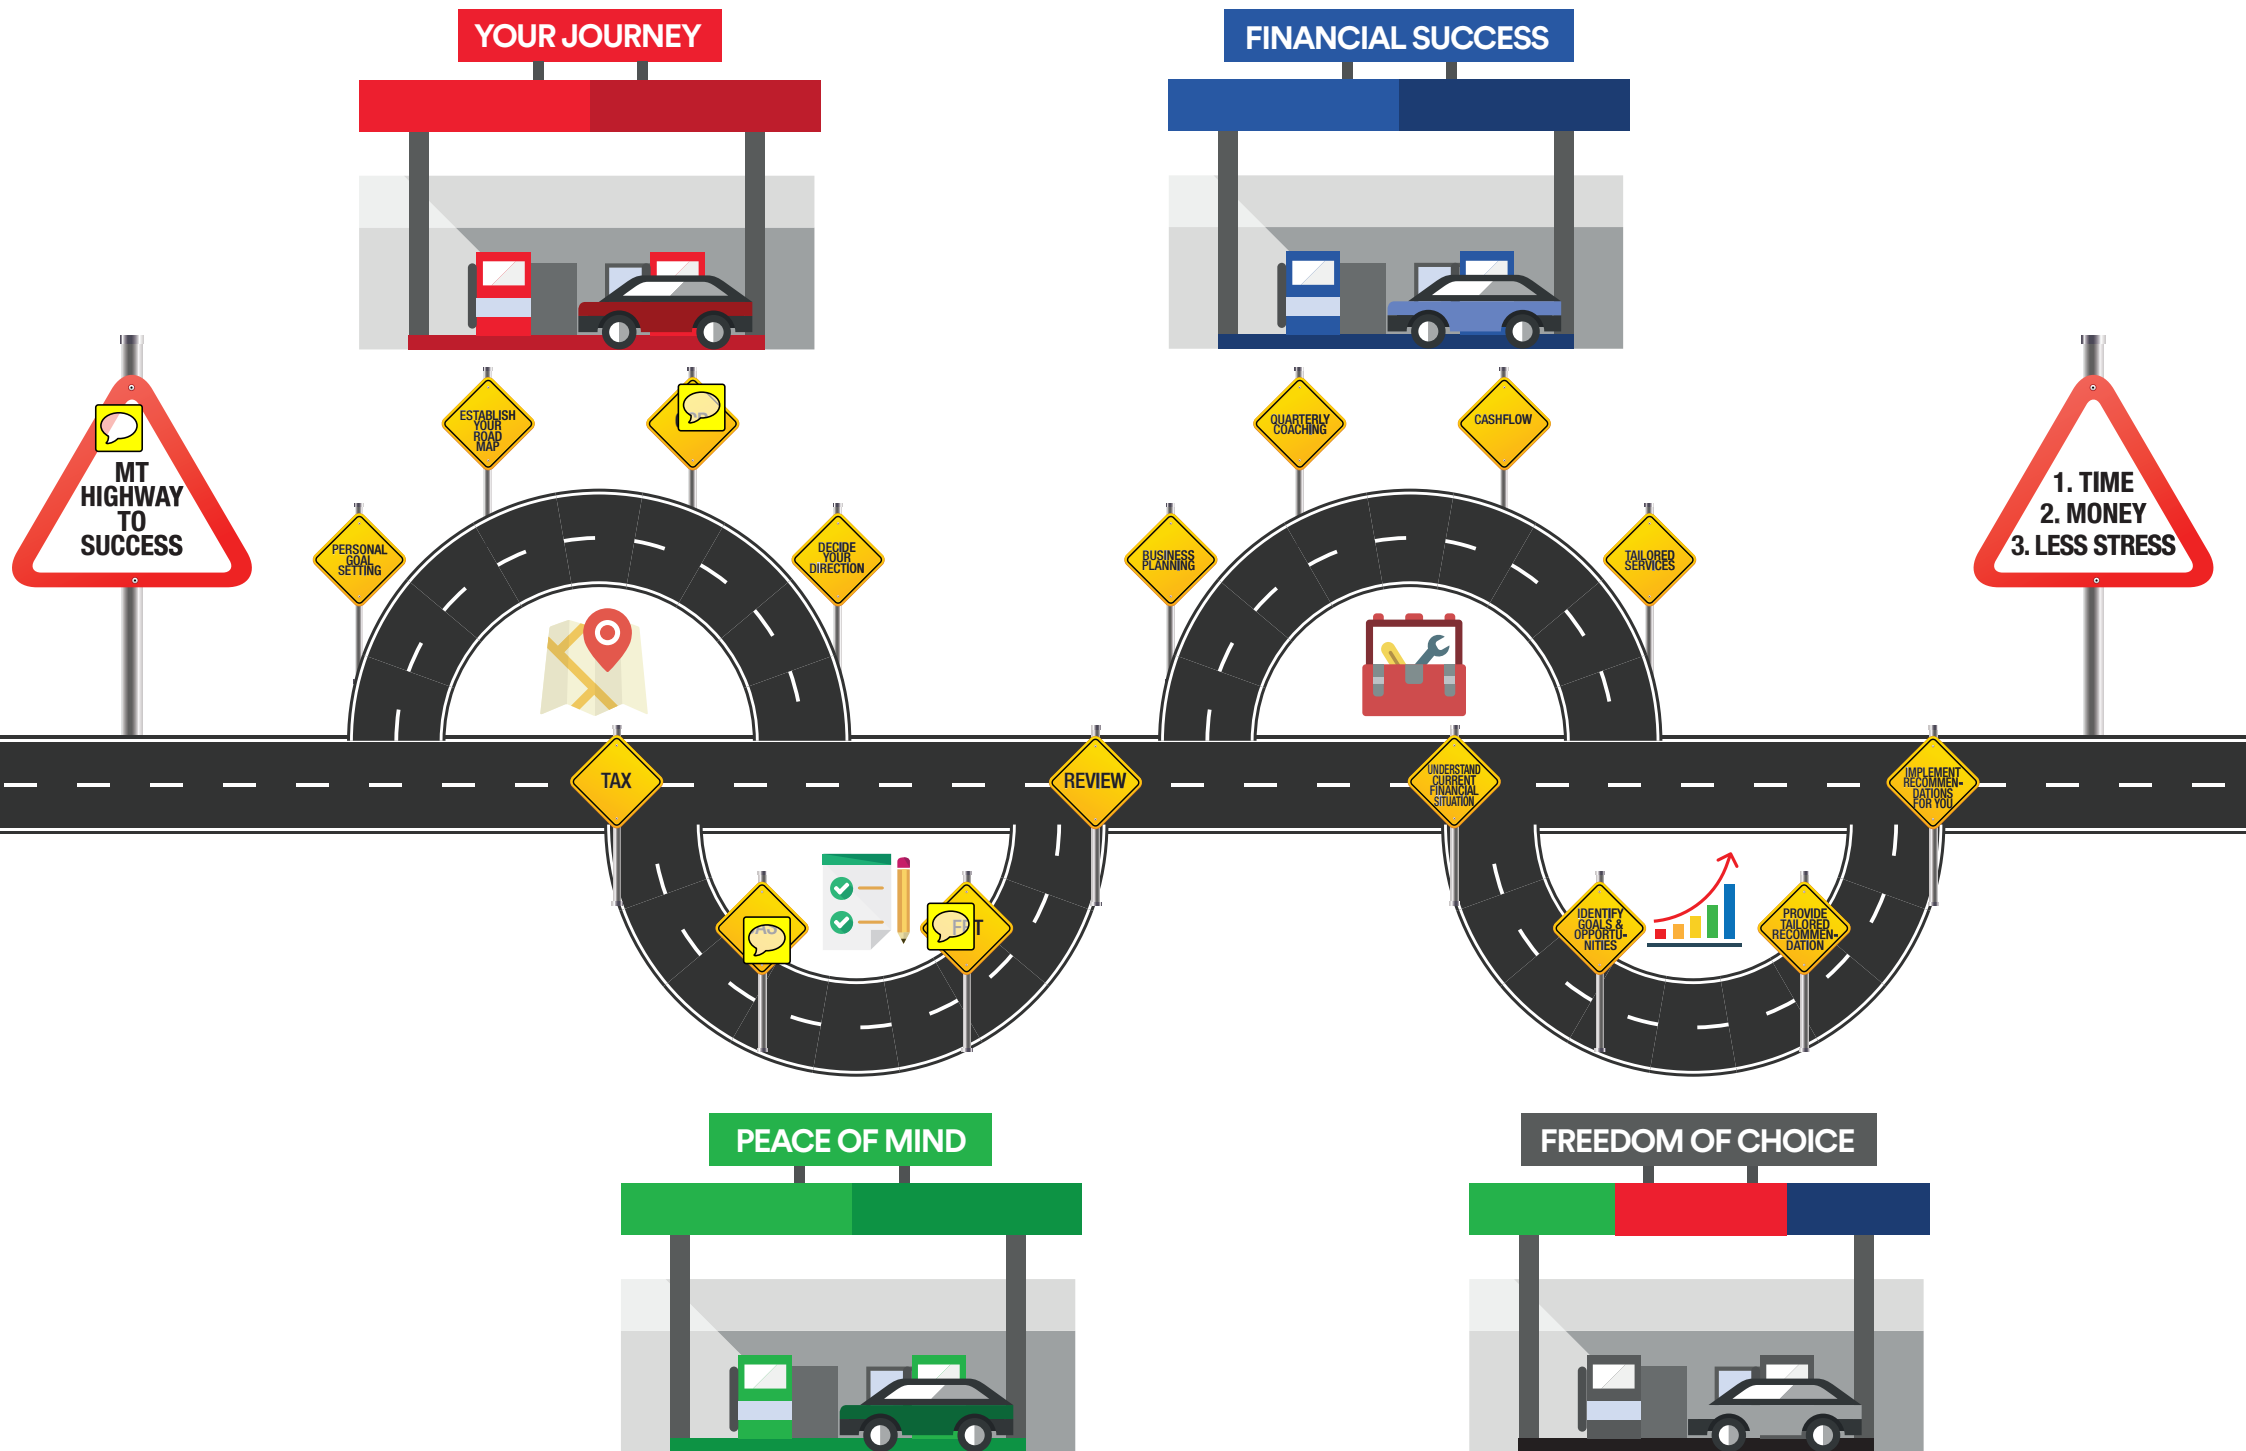 YOUR JOURNEY
FINANCIAL SUCCESS
MT
HIGHWAY
TO
SUCCESS
PERSONAL
GOAL
SETTING
ESTABLISH
YOUR
ROAD
MAP
DECIDE
YOUR
DIRECTION
BUSINESS
PLANNING
QUARTERLY
COACHING
CASHFLOW
TAILORED
SERVICES
1. TIME
2. MONEY
3. LESS STRESS
TAX
REVIEW
UNDERSTAND
CURRENT
FINANCIAL
SITUATION
IMPLEMENT
RECOMMEN-
DATIONS
FOR YOU
IDENTIFY
GOALS &
OPPORTU-
NITIES
PROVIDE
TAILORED
RECOMMEN-
DATION
PEACE OF MIND
FREEDOM OF CHOICE